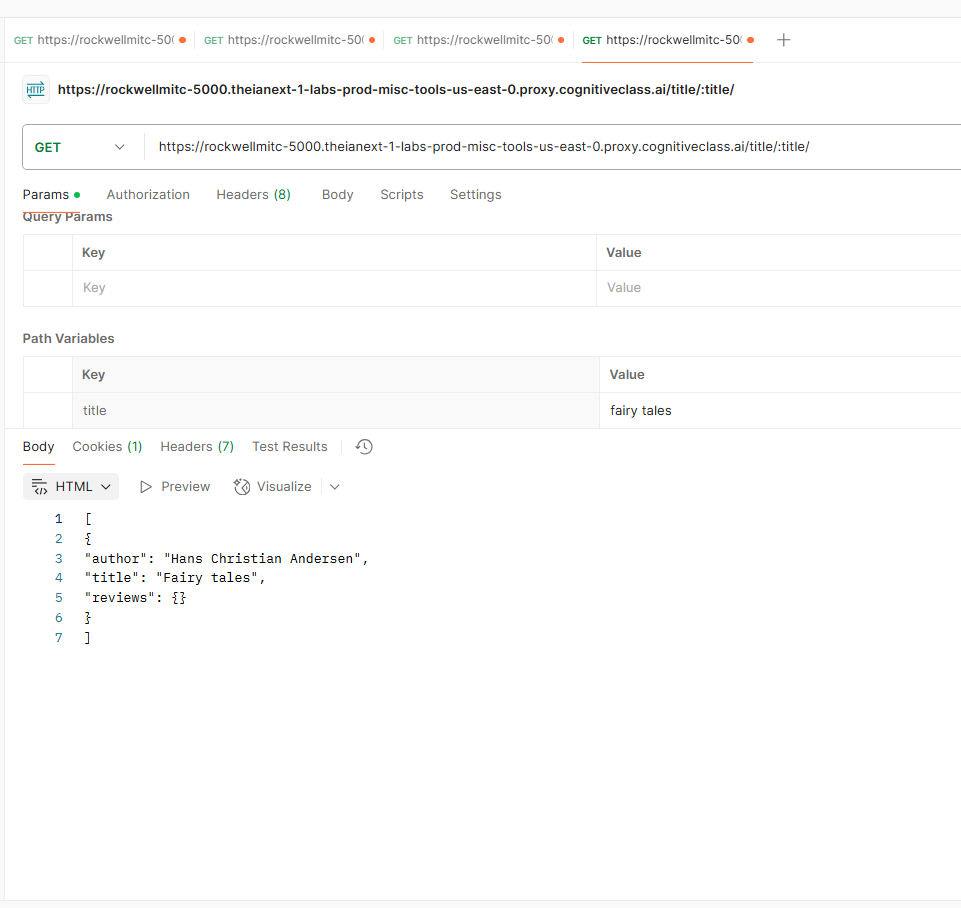 GET https://rockwellmitc-500 GET https://rockwellmitc-500 GET https://rockwellmitc-500 GET https://rockwellmitc-50 +
HTTP https://rockwellmitc-5000.theianext-1-labs-prod-misc-tools-us-east-0.proxy.cognitiveclass.ai/title/:title/
GET https://rockwellmitc-5000.theianext-1-labs-prod-misc-tools-us-east-0.proxy.cognitiveclass.ai/title/:title/
Params Authorization Headers (8) Body Scripts Settings
Query Params
Key Value
Key Value
Path Variables
Key Value
title fairy tales
Body Cookies (1) Headers (7) Test Results
HTML Preview Visualize
1 [
2 {
3 "author": "Hans Christian Andersen",
4 "title": "Fairy tales",
5 "reviews": {}
6 }
7 ]